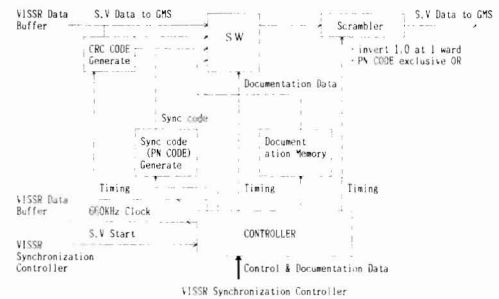 VISSR Data
Buffer
S.V Data to GMS
CRC CODE
Generate
SW
Scrambler
S.V Data to GMS
· invert 1.0 at 1 ward
· PN CODE exclusive OR
Documentation Data
Sync code
Sync code
(PN CODE)
Generate
Document
ation Memory
Timing
Timing
Timing
VISSR Data
Buffer
660KHz Clock
S.V Start
CONTROLLER
VISSR
Synchronization
Controller
Control & Documentation Data
VISSR Synchronization Controller